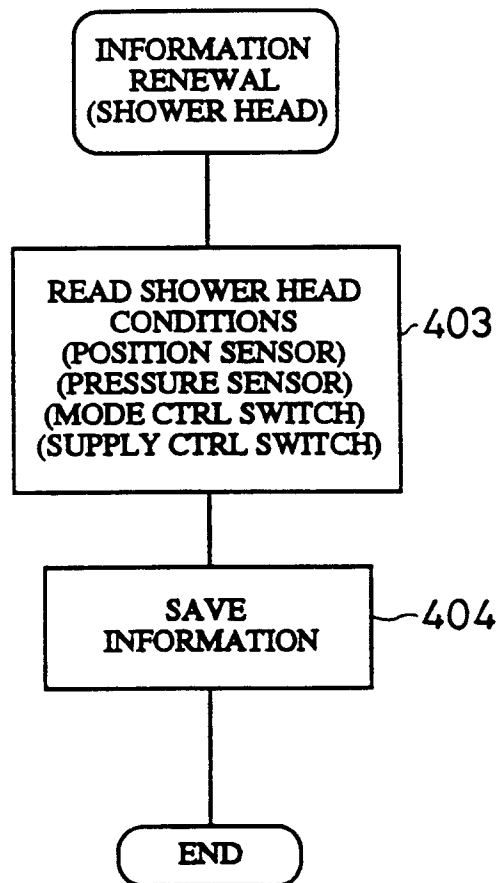 INFORMATION
RENEWAL
(SHOWER HEAD)
READ SHOWER HEAD
CONDITIONS
(POSITION SENSOR)
(PRESSURE SENSOR)
(MODE CTRL SWITCH)
(SUPPLY CTRL SWITCH)
403
SAVE
INFORMATION
404
END